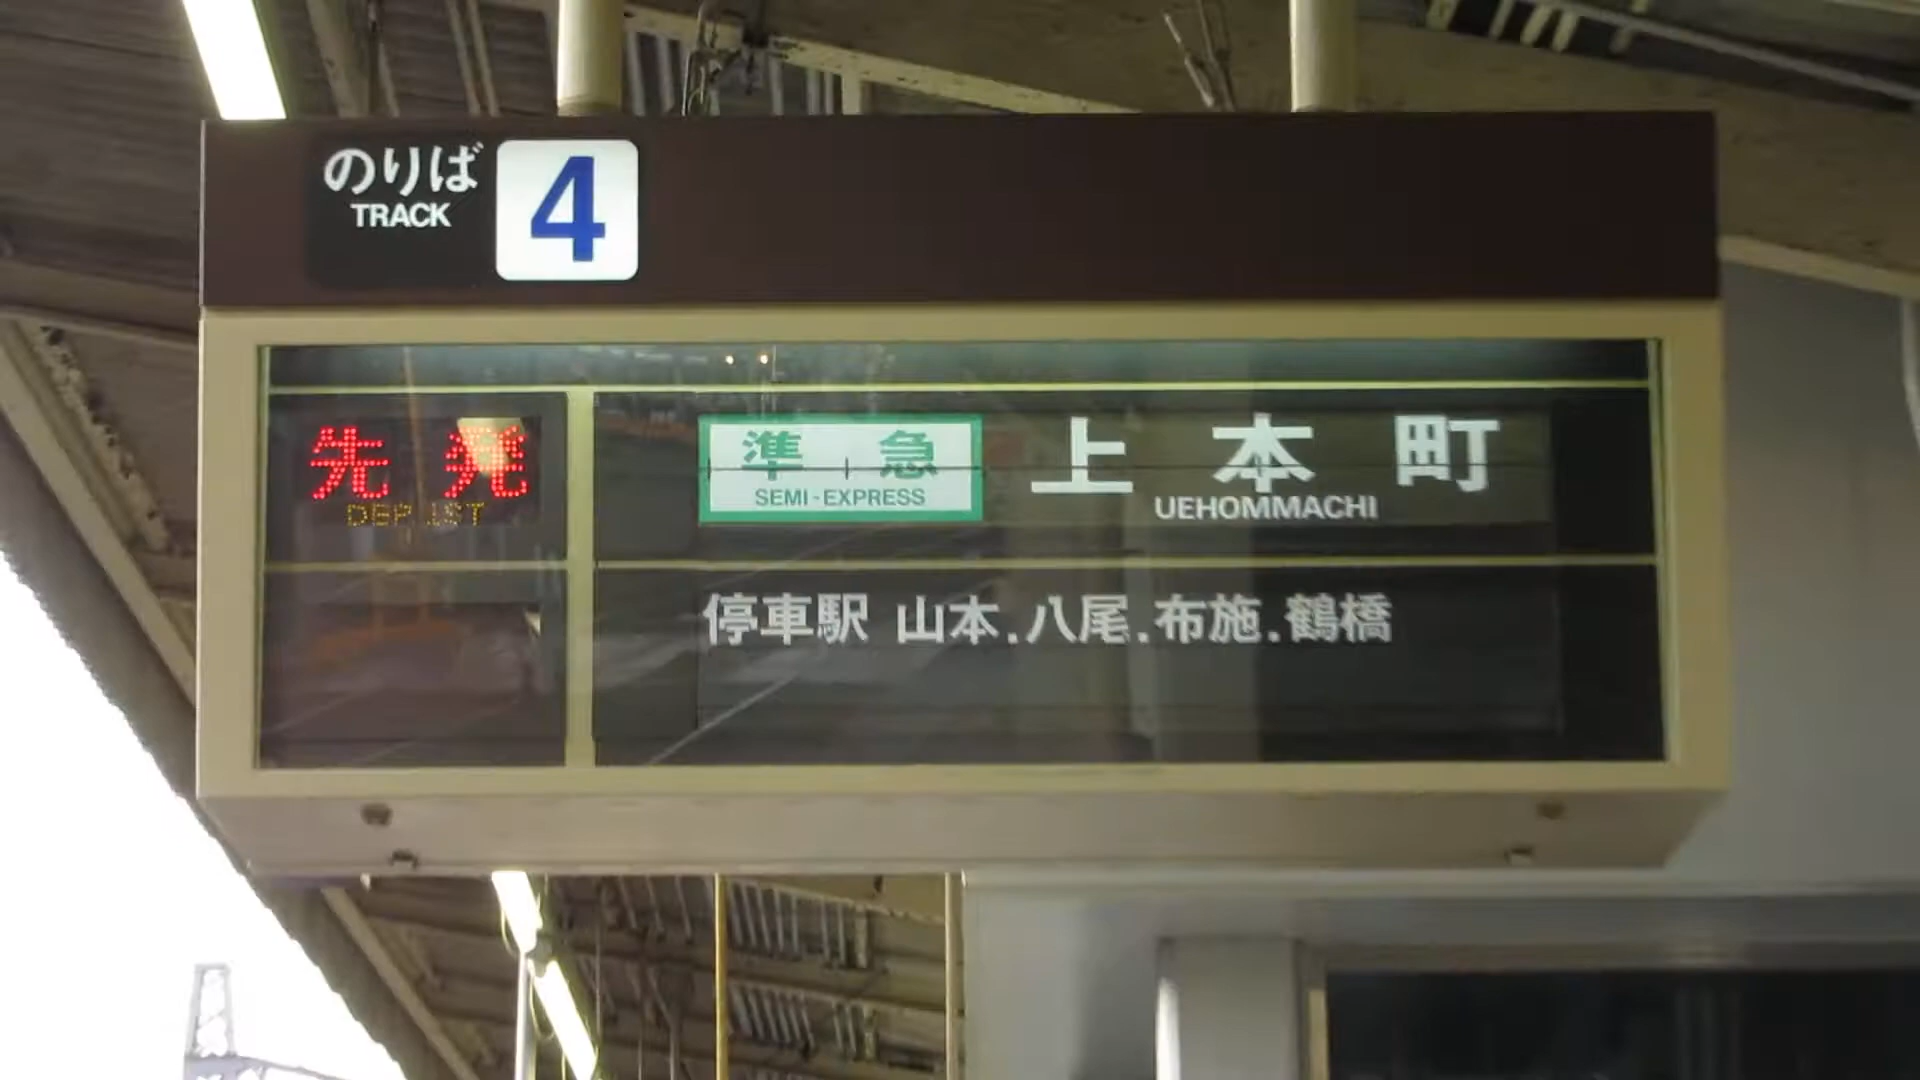 のりば 4
TRACK
先発 準急 上本町
DEP 1ST SEMI-EXPRESS UEHOMMACHI
停車駅 山本.八尾.布施.鶴橋